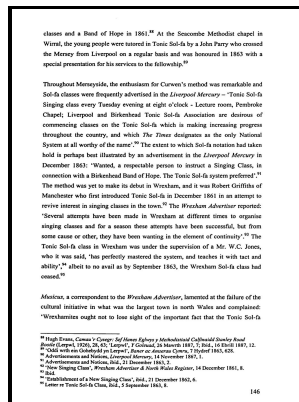 classes and a Band of Hope in 1861.⁸⁸ At the Seacombe Methodist chapel in
Wirral, the young people were tutored in Tonic Sol-fa by John Parry who crossed
the Mersey from Liverpool on a regular basis and was honoured in 1863 with a
special presentation for his services to the fellowship.⁸⁹
Throughout Merseyside, the enthusiasm for Curwen's method was remarkable and
Sol-fa classes were frequently advertised in the Liverpool Mercury – 'Tonic Sol-fa
Singing class every Tuesday evening at eight o'clock - Lecture room, Pembroke
Chapel; Liverpool and Birkenhead Tonic Sol-fa Association are desirous of
commencing classes on the Tonic Sol-fa which is making increasing progress
throughout the country, and which The Times designates as the only National
System at all worthy of the name'.⁹⁰ The extent to which Sol-fa notation had taken
hold is perhaps best illustrated by an advertisement in the Liverpool Mercury in
December 1863: 'Wanted, a respectable person to instruct a Singing Class, in
connection with a Birkenhead Band of Hope. The Tonic Sol-fa system preferred'.⁹¹
The method was yet to make its debut in Wrexham, and it was Robert Griffiths of
Manchester who first introduced Tonic Sol-fa in December 1861 in an attempt to
revive interest in singing classes in the town.⁹² The Wrexham Advertiser reported:
'Several attempts have been made in Wrexham at different times to organise
singing classes and for a season these attempts have been successful, but from
some cause or other, they have been wanting in the element of continuity'.⁹³ The
Tonic Sol-fa class in Wrexham was under the supervision of a Mr. W.C. Jones,
who it was said, 'has perfectly mastered the system, and teaches it with tact and
ability',⁹⁴ albeit to no avail as by September 1863, the Wrexham Sol-fa class had
ceased.⁹⁵
Musicus, a correspondent to the Wrexham Advertiser, lamented at the failure of the
cultural initiative in what was the largest town in north Wales and complained:
'Wrexhamites ought not to lose sight of the important fact that the Tonic Sol-fa
⁸⁸ Hugh Evans, Camau'r Cysegr: Sef Hanes Eglwys y Methodistiaid Calfinaidd Stanley Road
Bootle (Lerpwl, 1926), 28, 63; 'Lerpwl', Y Gwladgarwr,
⁸⁹ 'Oddi with ein Gohebydd yn Lerpwl', Baner ac Amserau Cymru, 7 Hydref 1863, 628.
⁹⁰ Advertisements and Notices, Liverpool Mercury, 14 November 1867, 1.
⁹¹ Advertisements and Notices, ibid., 21 December 1863, 2.
⁹² 'New Singing Class', Wrexham Advertiser & North Wales Register, 14 December 1861, 8.
⁹³ Ibid.
⁹⁴ 'Establishment of a New Singing Class', ibid., 21 December 1862, 6.
⁹⁵ Letter re Tonic Sol-fa Class, ibid., 5 September 1863, 8.
146